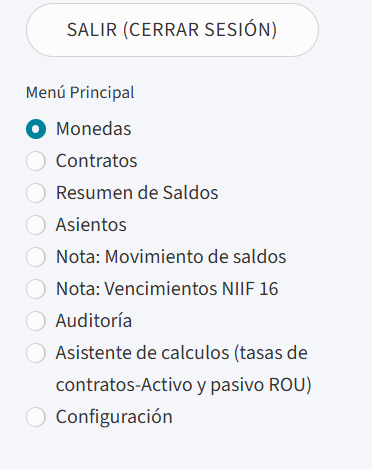 SALIR (CERRAR SESIÓN)
Menú Principal
Monedas
Contratos
Resumen de Saldos
Asientos
Nota: Movimiento de saldos
Nota: Vencimientos NIIF 16
Auditoría
Asistente de calculos (tasas de
contratos-Activo y pasivo ROU)
Configuración